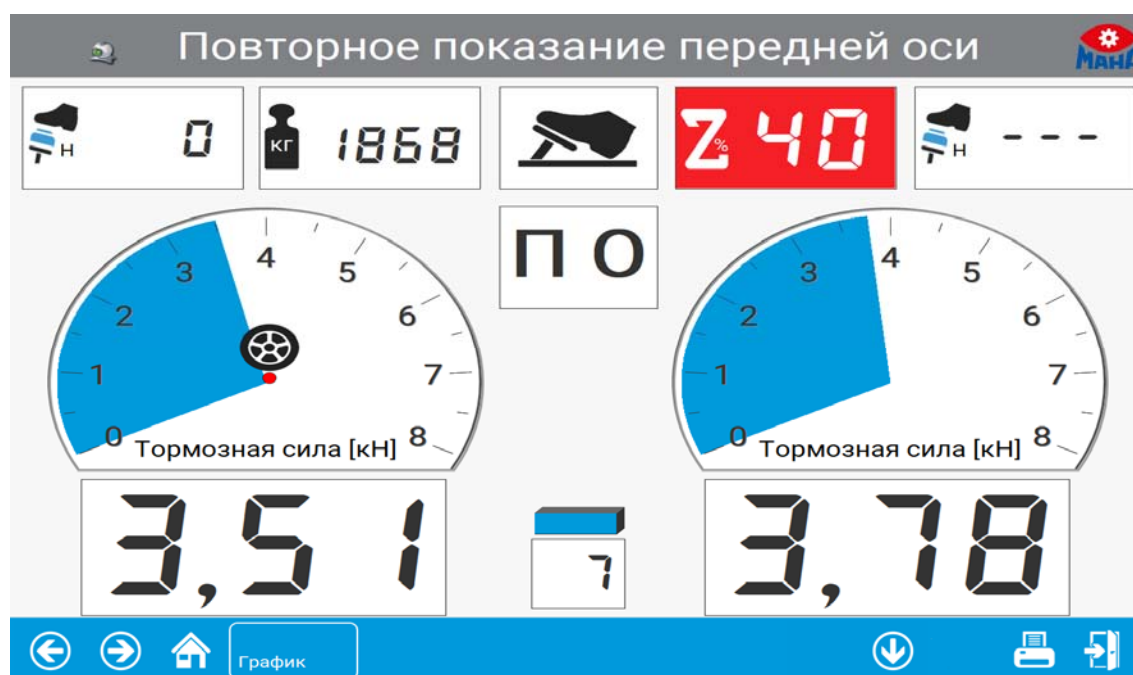 Повторное показание передней оси
MAHA
Н 0
КГ 1868
Z% 40
Н - - -
П О
0 1 2 3 4 5 6 7 8
Тормозная сила [кН]
0 1 2 3 4 5 6 7 8
Тормозная сила [кН]
3,51
7
3,78
График